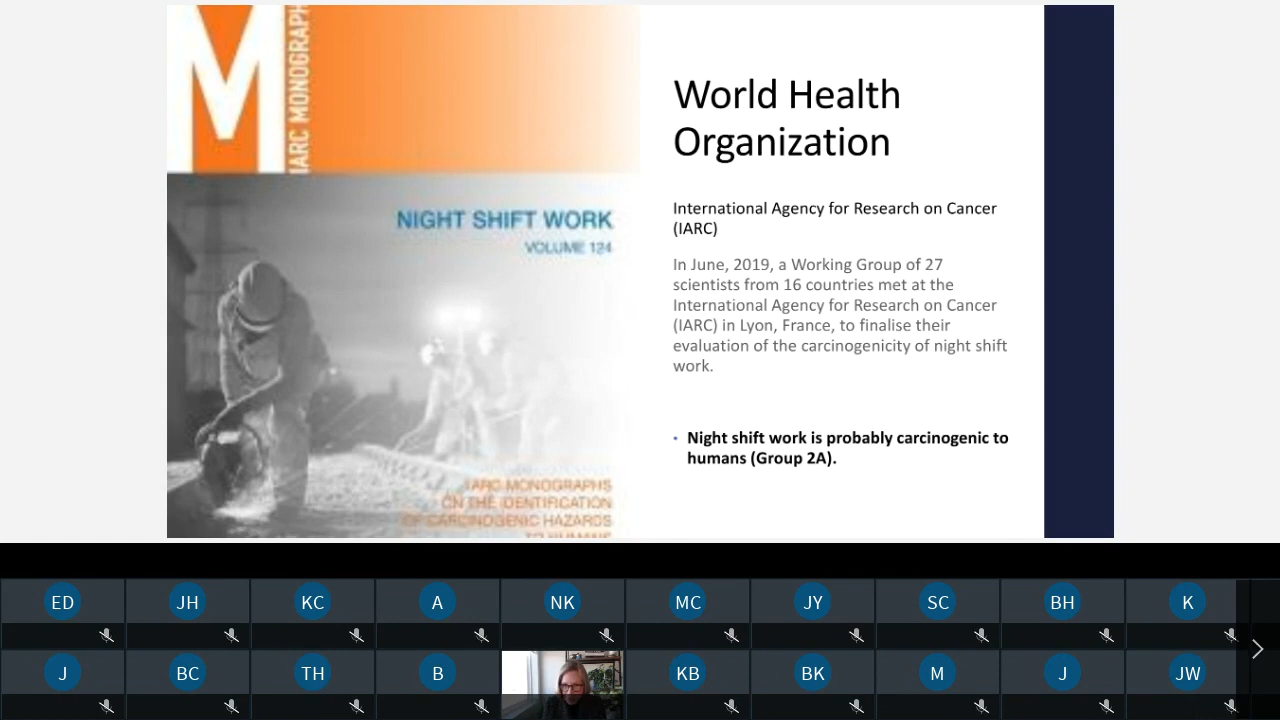 IARC MONOGRAPH
NIGHT SHIFT WORK
VOLUME 124
IARC MONOGRAPHS
ON THE IDENTIFICATION
OF CARCINOGENIC HAZARDS
TO HUMANS
World Health
Organization
International Agency for Research on Cancer
(IARC)
In June, 2019, a Working Group of 27
scientists from 16 countries met at the
International Agency for Research on Cancer
(IARC) in Lyon, France, to finalise their
evaluation of the carcinogenicity of night shift
work.
• Night shift work is probably carcinogenic to
humans (Group 2A).
ED JH KC A NK MC JY SC BH K
J BC TH B KB BK M J JW